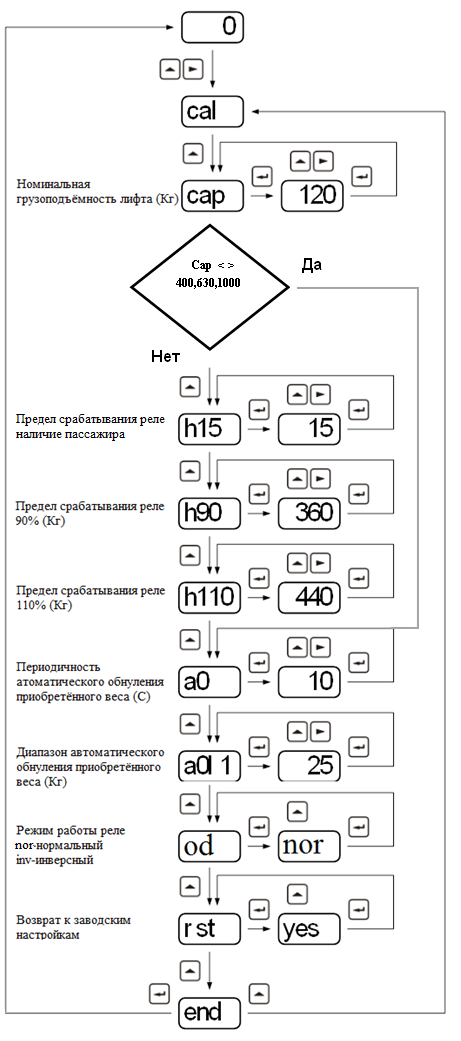 0
cal
Номинальная
грузоподъёмность лифта (Кг)
cap
120
Cap < >
400,630,1000
Да
Нет
Предел срабатывания реле
наличие пассажира
h15
15
Предел срабатывания реле
90% (Кг)
h90
360
Предел срабатывания реле
110% (Кг)
h110
440
Периодичность
атоматического обнуления
приобретённого веса (С)
a0
10
Диапазон автоматического
обнуления приобретённого
веса (Кг)
a0l 1
25
Режим работы реле
nor-нормальный
inv-инверсный
od
nor
Возврат к заводским
настройкам
r st
yes
end